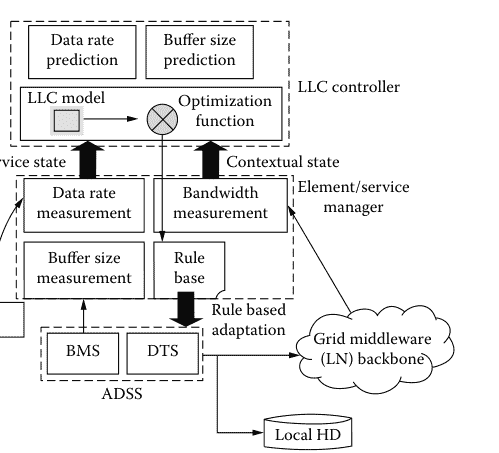 Data rate
prediction
Buffer size
prediction
LLC controller
LLC model
Optimization
function
state
Contextual state
Element/service
manager
Data rate
measurement
Bandwidth
measurement
Buffer size
measurement
Rule
base
Rule based
adaptation
BMS
DTS
ADSS
Grid middleware
(LN) backbone
Local HD